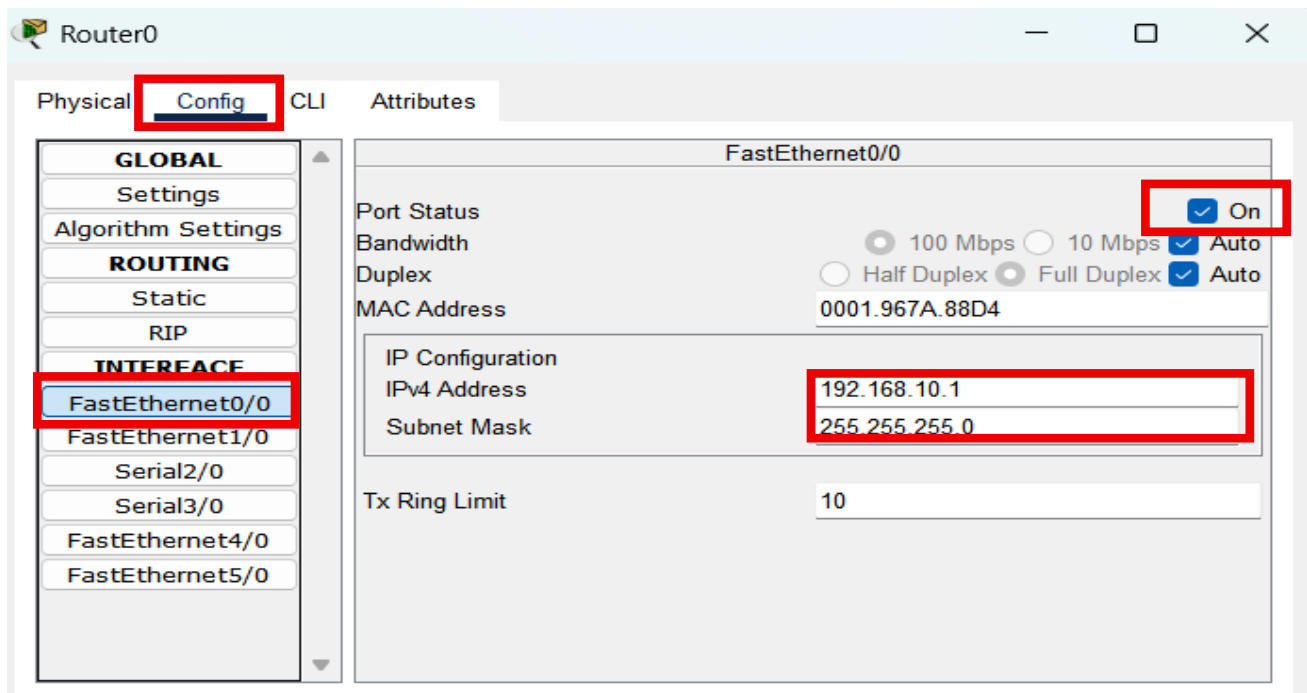 Router0
Physical Config CLI Attributes
GLOBAL
Settings
Algorithm Settings
ROUTING
Static
RIP
INTERFACE
FastEthernet0/0
FastEthernet1/0
Serial2/0
Serial3/0
FastEthernet4/0
FastEthernet5/0
FastEthernet0/0
Port Status On
Bandwidth 100 Mbps 10 Mbps Auto
Duplex Half Duplex Full Duplex Auto
MAC Address 0001.967A.88D4
IP Configuration
IPv4 Address 192.168.10.1
Subnet Mask 255.255.255.0
Tx Ring Limit 10